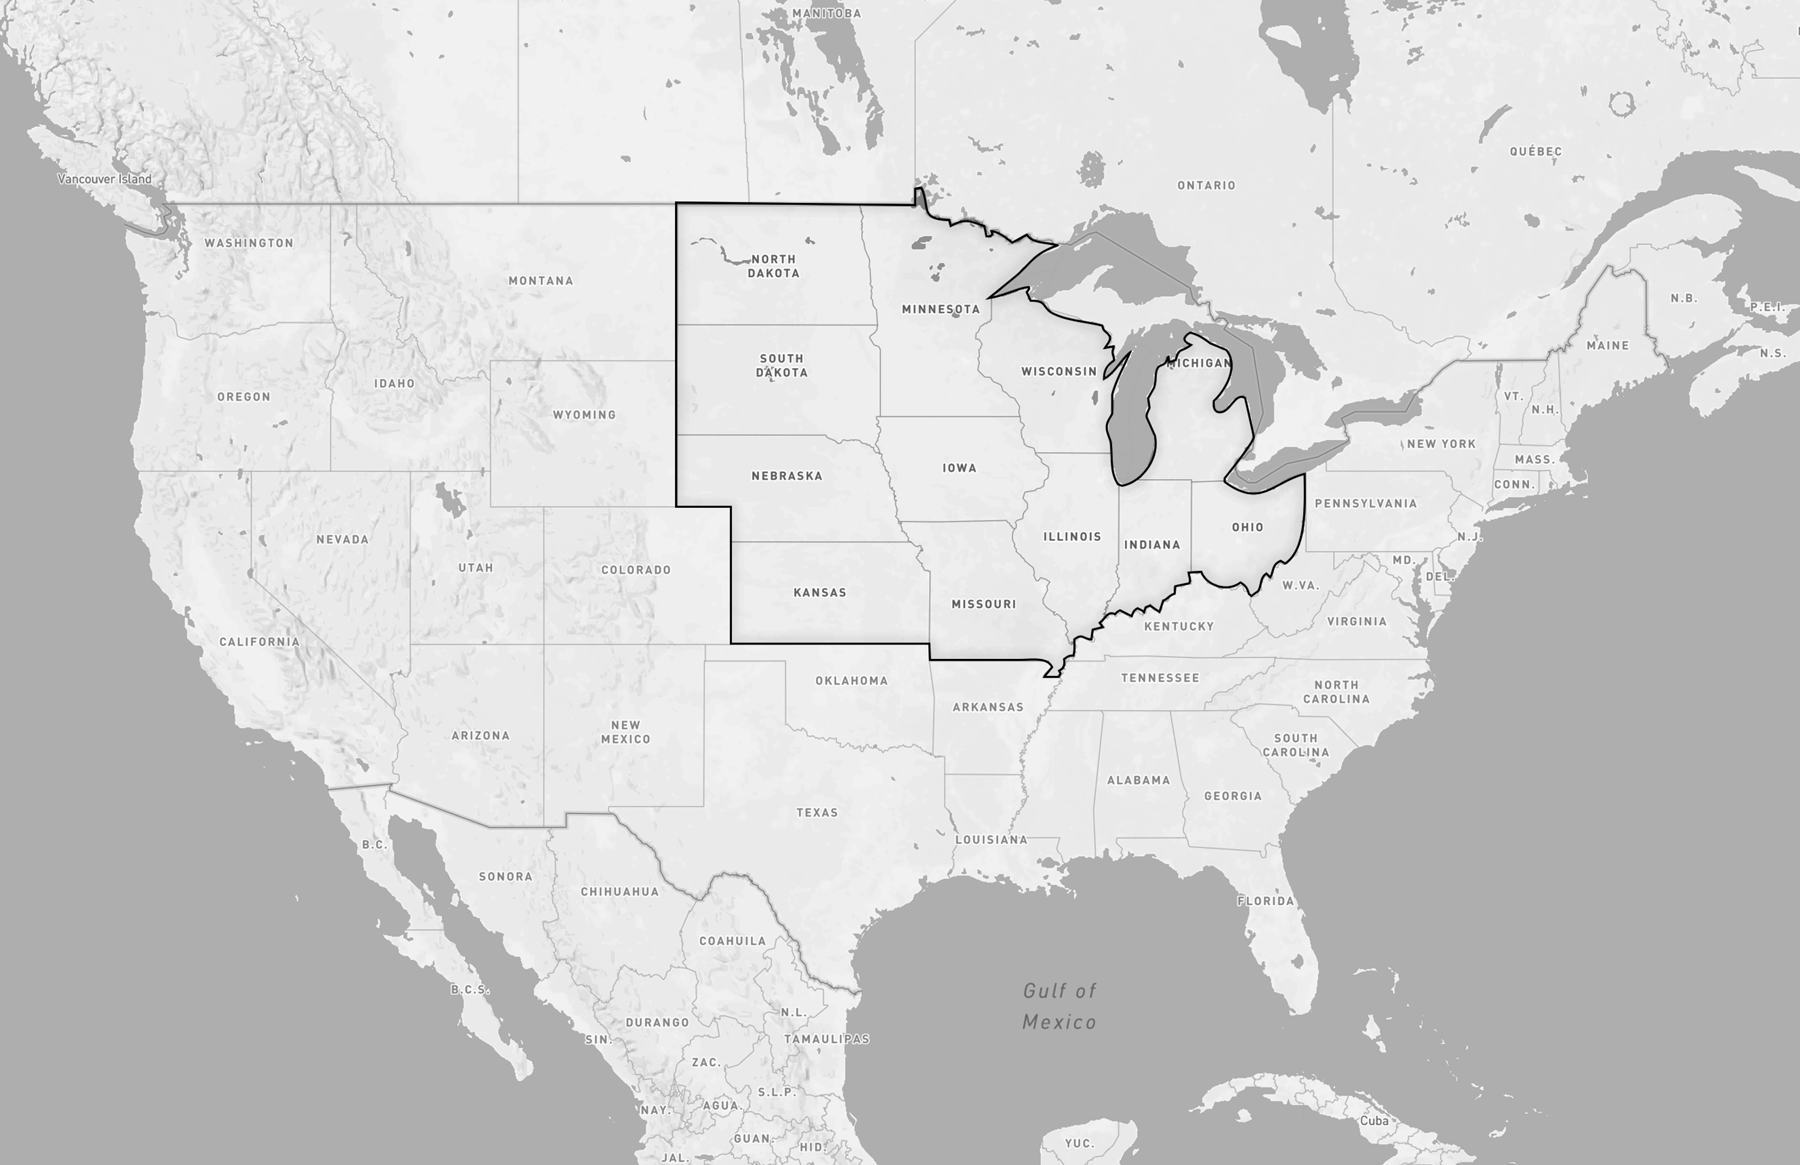 MANITOBA
QUÉBEC
Vancouver Island
ONTARIO
WASHINGTON
NORTH
DAKOTA
MONTANA
N.B.
P.E.I.
MINNESOTA
MAINE
N.S.
SOUTH
DAKOTA
WISCONSIN
MICHIGAN
IDAHO
OREGON
WYOMING
VT.
N.H.
NEW YORK
MASS.
IOWA
NEBRASKA
CONN.
PENNSYLVANIA
OHIO
NEVADA
ILLINOIS
INDIANA
N.J.
MD.
UTAH
COLORADO
DEL.
W.VA.
KANSAS
MISSOURI
VIRGINIA
KENTUCKY
CALIFORNIA
TENNESSEE
OKLAHOMA
NORTH
CAROLINA
ARKANSAS
NEW
MEXICO
ARIZONA
SOUTH
CAROLINA
ALABAMA
GEORGIA
TEXAS
LOUISIANA
B.C.
SONORA
CHIHUAHUA
FLORIDA
COAHUILA
B.C.S.
Gulf of
Mexico
N.L.
DURANGO
SIN.
TAMAULIPAS
ZAC.
S.L.P.
NAY.
AGUA.
Cuba
GUAN.
HID.
YUC.
JAL.